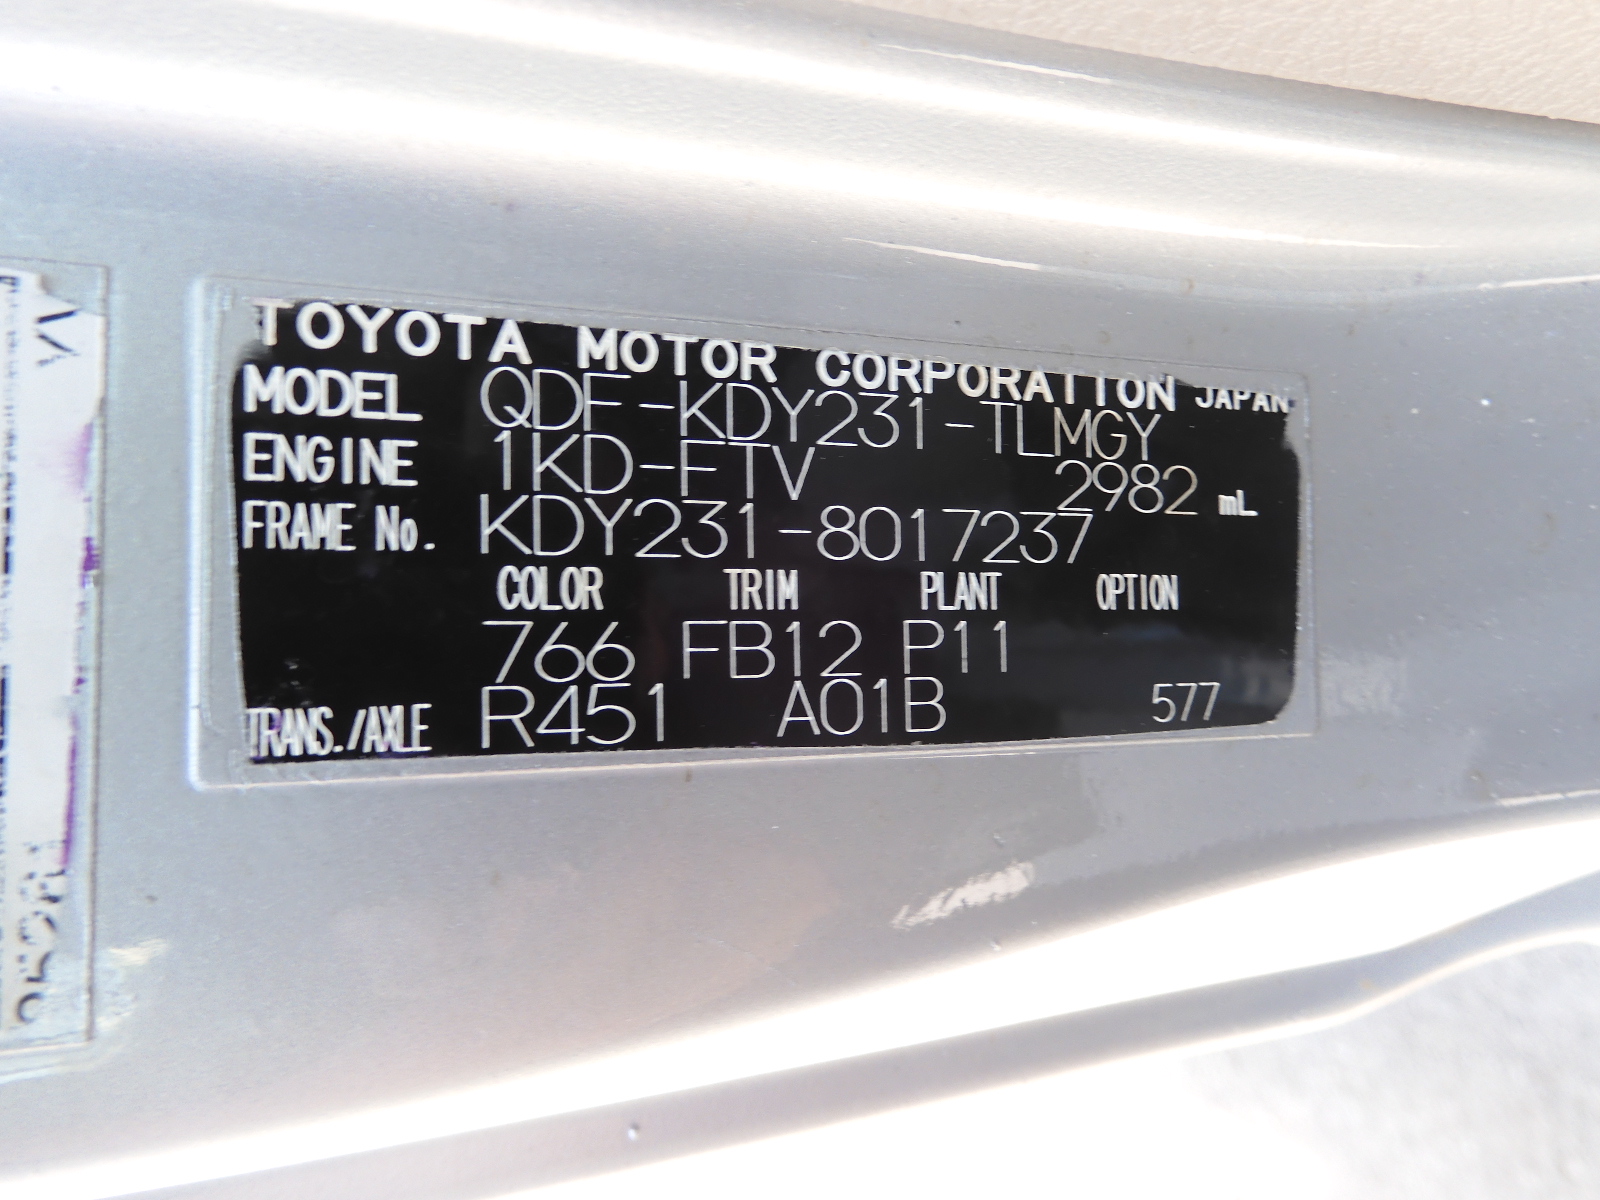 TOYOTA MOTOR CORPORATION JAPAN
MODEL QDF-KDY231-TLMGY
ENGINE 1KD-FTV 2982 mL
FRAME No. KDY231-8017237
COLOR TRIM PLANT OPTION
766 FB12 P11
TRANS./AXLE R451 A01B 577